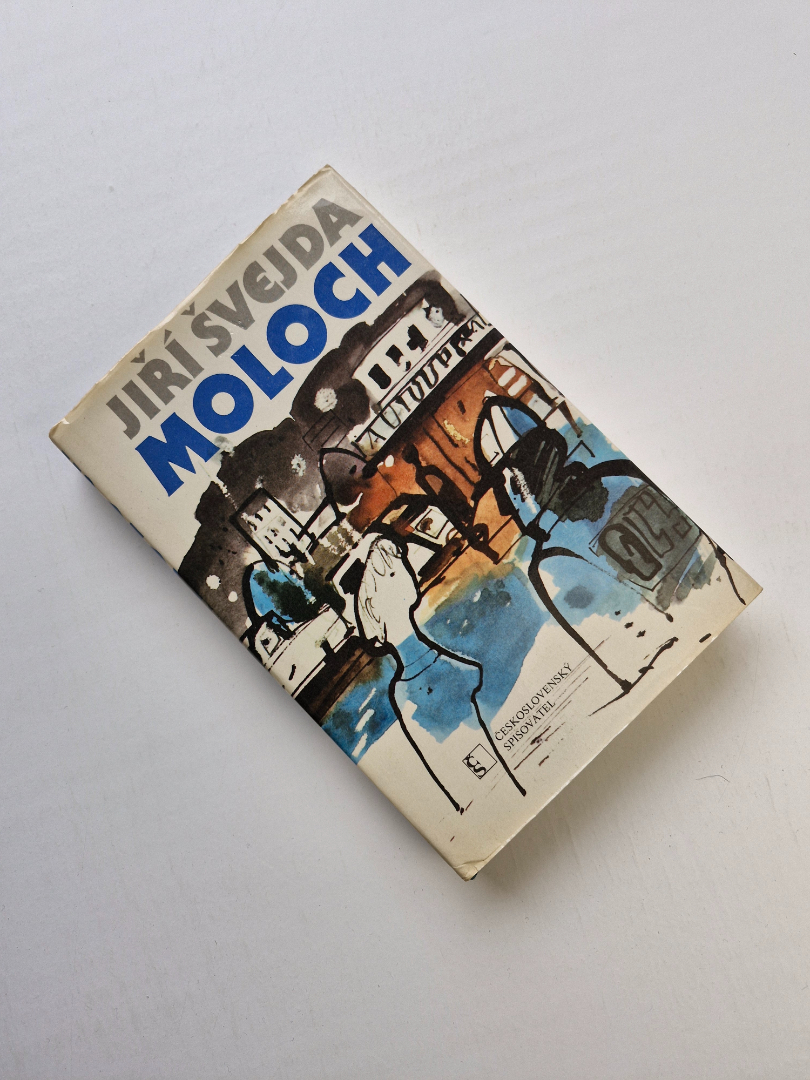 JIŘÍ ŠVEJDA
MOLOCH
ČESKOSLOVENSKÝ
SPISOVATEL